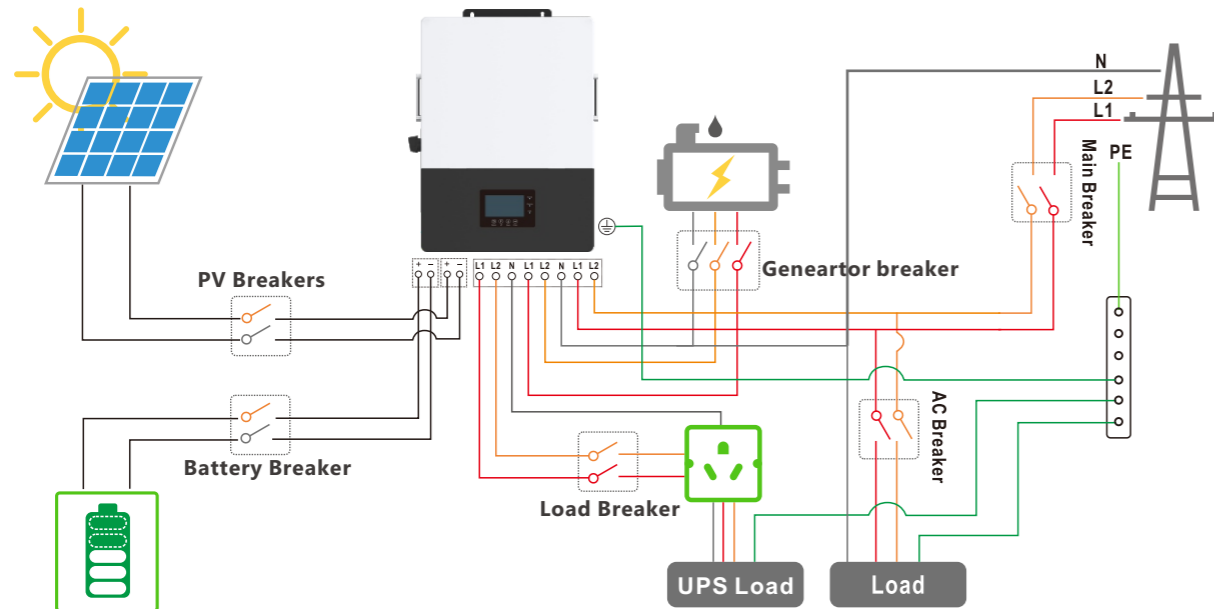 N
L2
L1
PE
Main Breaker
+ − + −
L1 L2 N L1 L2 N L1 L2
Geneartor breaker
PV Breakers
AC Breaker
Battery Breaker
Load Breaker
UPS Load
Load